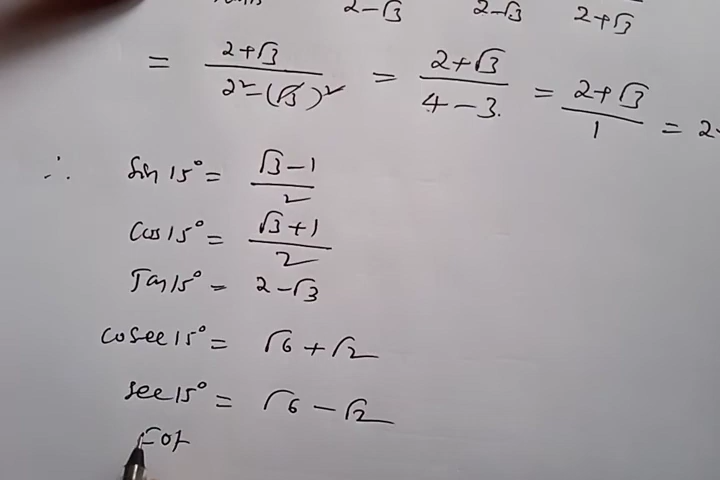 2-√3 2-√3 2+√3
= (2+√3)/(2²-(√3)²) = (2+√3)/(4-3) = (2+√3)/1 = 2
∴ Sin 15° = (√3-1)/2
Cos 15° = (√3+1)/2
Tan 15° = 2-√3
Cosec 15° = √6+√2
Sec 15° = √6-√2
Cot